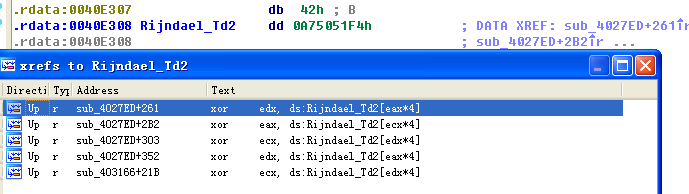 .rdata:0040E307 db 42h ; B
.rdata:0040E308 Rijndael_Td2 dd 0A75051F4h ; DATA XREF: sub_4027ED+261↑r
.rdata:0040E308 ; sub_4027ED+2B2↑r ...
xrefs to Rijndael_Td2
Directi Typ Address Text
Up r sub_4027ED+261 xor edx, ds:Rijndael_Td2[eax*4]
Up r sub_4027ED+2B2 xor eax, ds:Rijndael_Td2[edx*4]
Up r sub_4027ED+303 xor ecx, ds:Rijndael_Td2[edx*4]
Up r sub_4027ED+352 xor edx, ds:Rijndael_Td2[eax*4]
Up r sub_403166+21B xor ecx, ds:Rijndael_Td2[edx*4]